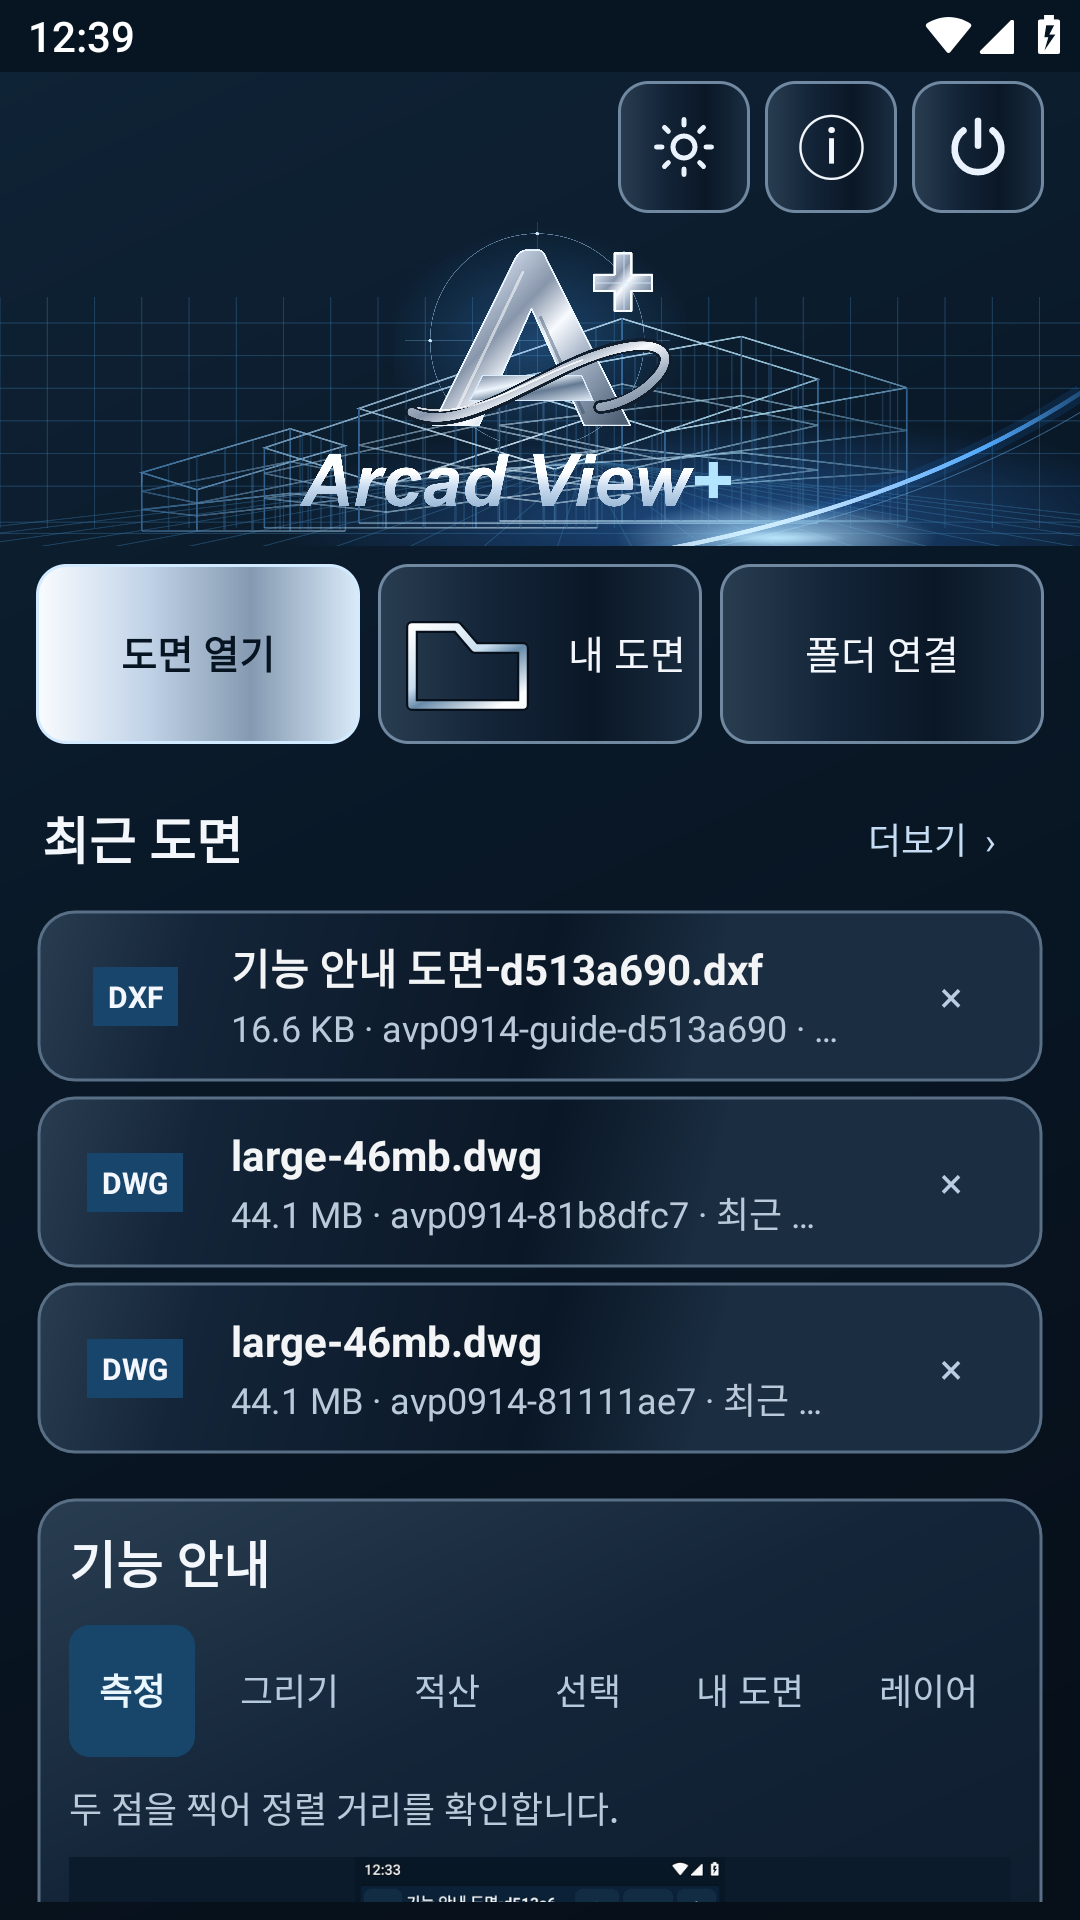 12:39
Arcad View+
도면 열기
내 도면
폴더 연결
최근 도면
더보기 ›
DXF
기능 안내 도면-d513a690.dxf
16.6 KB · avp0914-guide-d513a690 · …
×
DWG
large-46mb.dwg
44.1 MB · avp0914-81b8dfc7 · 최근 …
×
DWG
large-46mb.dwg
44.1 MB · avp0914-81111ae7 · 최근 …
×
기능 안내
측정 그리기 적산 선택 내 도면 레이어
두 점을 찍어 정렬 거리를 확인합니다.
12:33